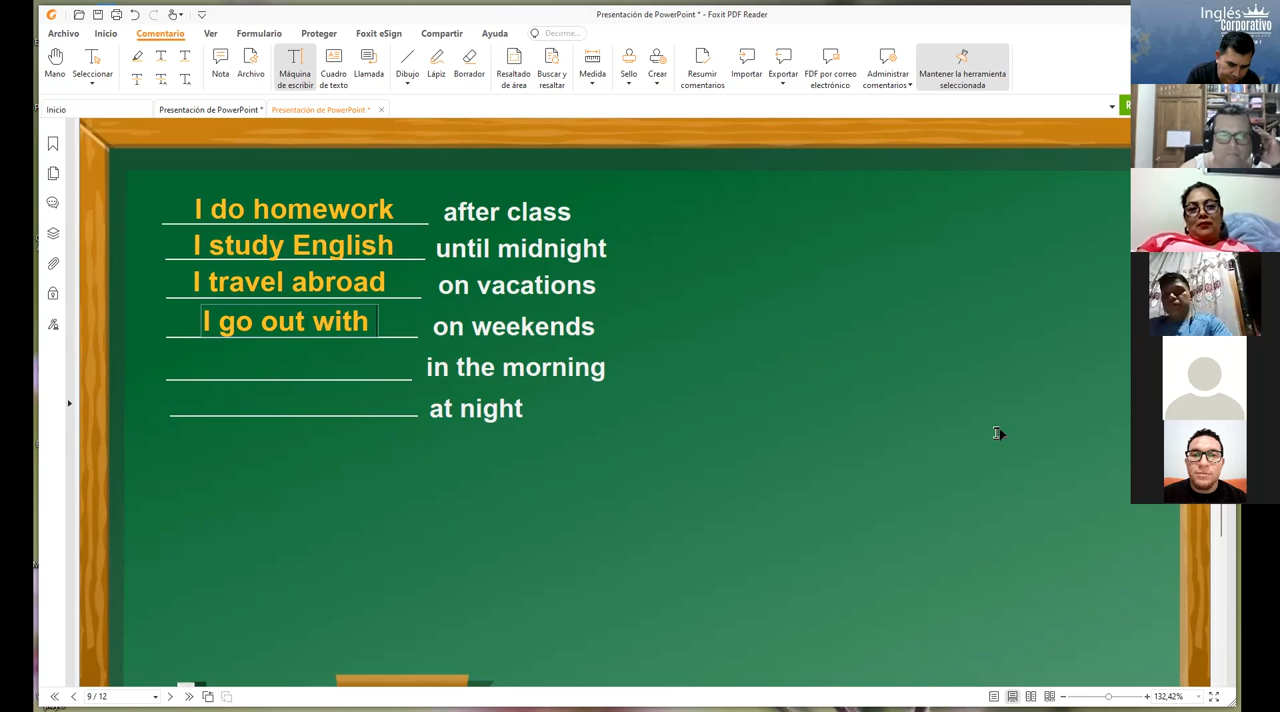 Presentación de PowerPoint * - Foxit PDF Reader
Archivo Inicio Comentario Ver Formulario Proteger Foxit eSign Compartir Ayuda Decirme...
Mano Seleccionar Nota Archivo Máquina de escribir Cuadro de texto Llamada Dibujo Lápiz Borrador Resaltado de área Buscar y resaltar Medida Sello Crear Resumir comentarios Importar Exportar FDF por correo electrónico Administrar comentarios Mantener la herramienta seleccionada
Inicio Presentación de PowerPoint * Presentación de PowerPoint *
I do homework after class
I study English until midnight
I travel abroad on vacations
I go out with on weekends
in the morning
at night
9 / 12 132,42%
Inglés
Corporativo